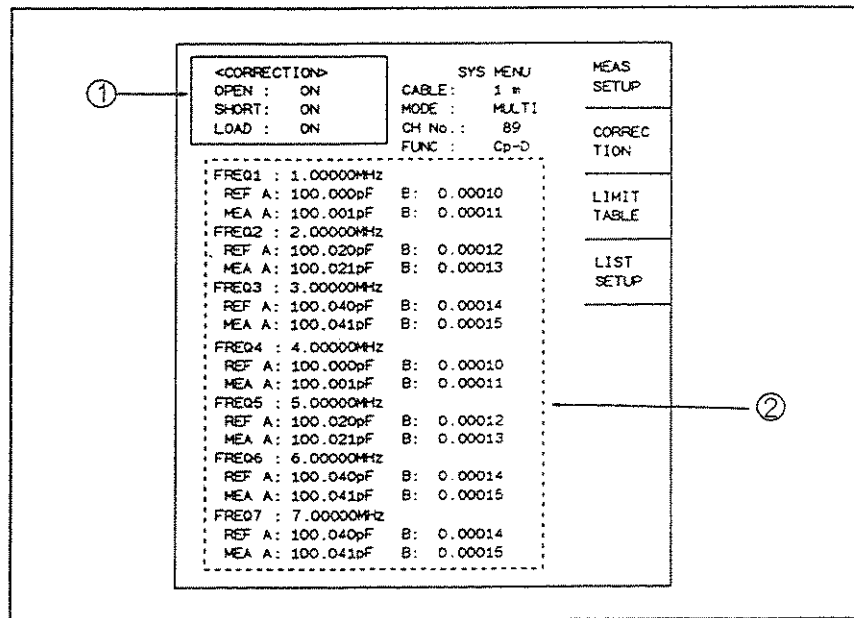 ①
<CORRECTION> SYS MENU
OPEN : ON CABLE: 1 m
SHORT: ON MODE : MULTI
LOAD : ON CH No.: 89
FUNC : Cp-D
FREQ1 : 1.00000MHz
REF A: 100.000pF B: 0.00010
MEA A: 100.001pF B: 0.00011
FREQ2 : 2.00000MHz
REF A: 100.020pF B: 0.00012
MEA A: 100.021pF B: 0.00013
FREQ3 : 3.00000MHz
REF A: 100.040pF B: 0.00014
MEA A: 100.041pF B: 0.00015
FREQ4 : 4.00000MHz
REF A: 100.000pF B: 0.00010
MEA A: 100.001pF B: 0.00011
FREQ5 : 5.00000MHz
REF A: 100.020pF B: 0.00012
MEA A: 100.021pF B: 0.00013
FREQ6 : 6.00000MHz
REF A: 100.040pF B: 0.00014
MEA A: 100.041pF B: 0.00015
FREQ7 : 7.00000MHz
REF A: 100.040pF B: 0.00014
MEA A: 100.041pF B: 0.00015
MEAS
SETUP
CORREC
TION
LIMIT
TABLE
LIST
SETUP
②